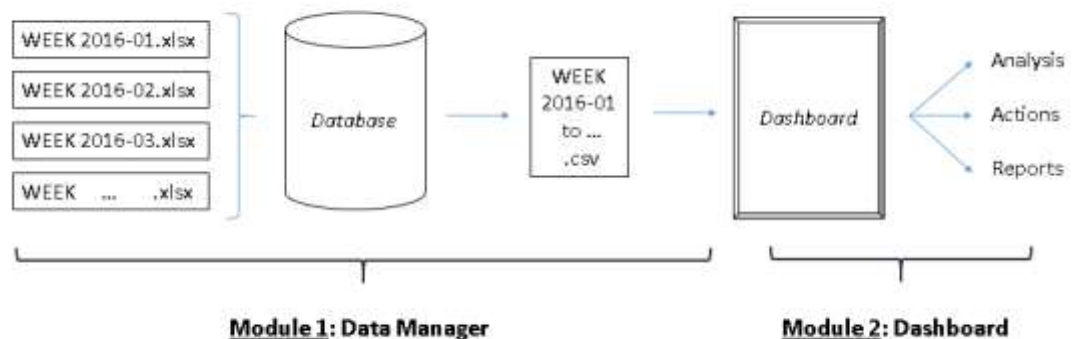 WEEK 2016-01.xlsx
WEEK 2016-02.xlsx
WEEK 2016-03.xlsx
WEEK ... .xlsx
Database
WEEK
2016-01
to ...
.csv
Dashboard
Analysis
Actions
Reports
Module 1: Data Manager
Module 2: Dashboard